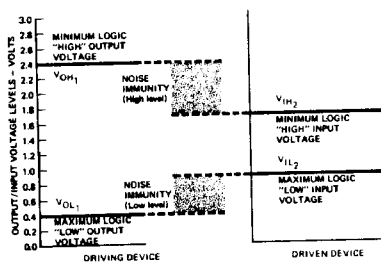 OUTPUT/INPUT VOLTAGE LEVELS – VOLTS
3.0
2.8
2.6
2.4
2.2
2.0
1.8
1.6
1.4
1.2
1.0
0.8
0.6
0.4
0.2
0.0
MINIMUM LOGIC
"HIGH" OUTPUT
VOLTAGE
VOH1
NOISE
IMMUNITY
(High level)
VIH2
MINIMUM LOGIC
"HIGH" INPUT
VOLTAGE
VIL2
MAXIMUM LOGIC
"LOW" INPUT
VOLTAGE
NOISE
IMMUNITY
(Low level)
VOL1
MAXIMUM LOGIC
"LOW" OUTPUT
VOLTAGE
DRIVING DEVICE
DRIVEN DEVICE